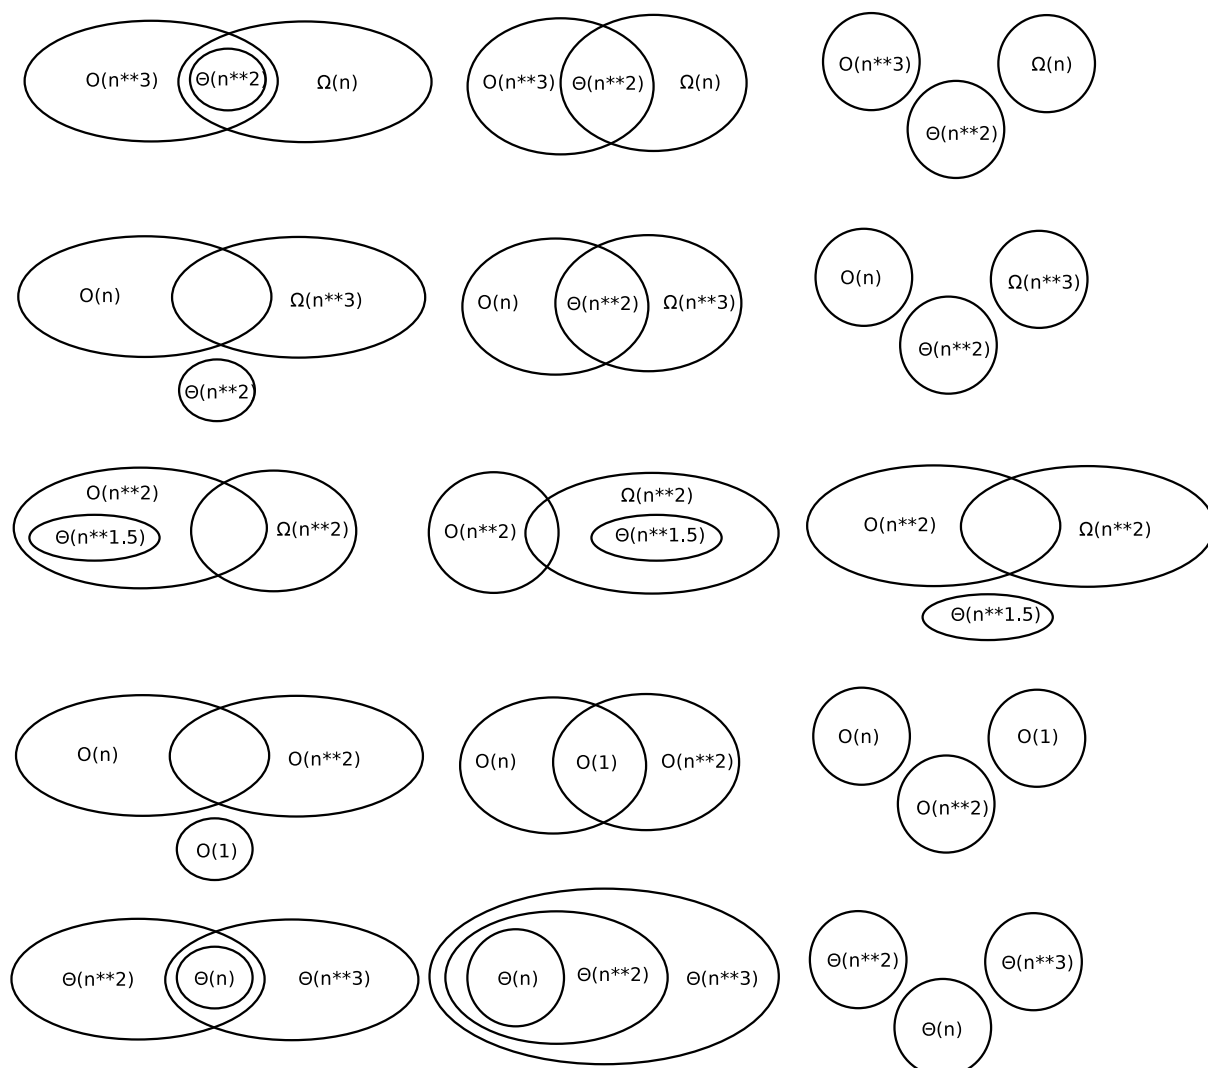 O(n**3) Θ(n**2) Ω(n) O(n**3) Θ(n**2) Ω(n) O(n**3) Ω(n)
Θ(n**2)
O(n) Ω(n**3) O(n) Θ(n**2) Ω(n**3) O(n) Ω(n**3)
Θ(n**2)
Θ(n**2)
O(n**2) Ω(n**2)
O(n**2) Ω(n**2)
Θ(n**1.5) Ω(n**2) O(n**2) Θ(n**1.5)
Θ(n**1.5)
O(n) O(n**2) O(n) O(1) O(n**2) O(n) O(1)
O(n**2)
O(1)
Θ(n**2) Θ(n) Θ(n**3) Θ(n) Θ(n**2) Θ(n**3) Θ(n**2) Θ(n**3)
Θ(n)